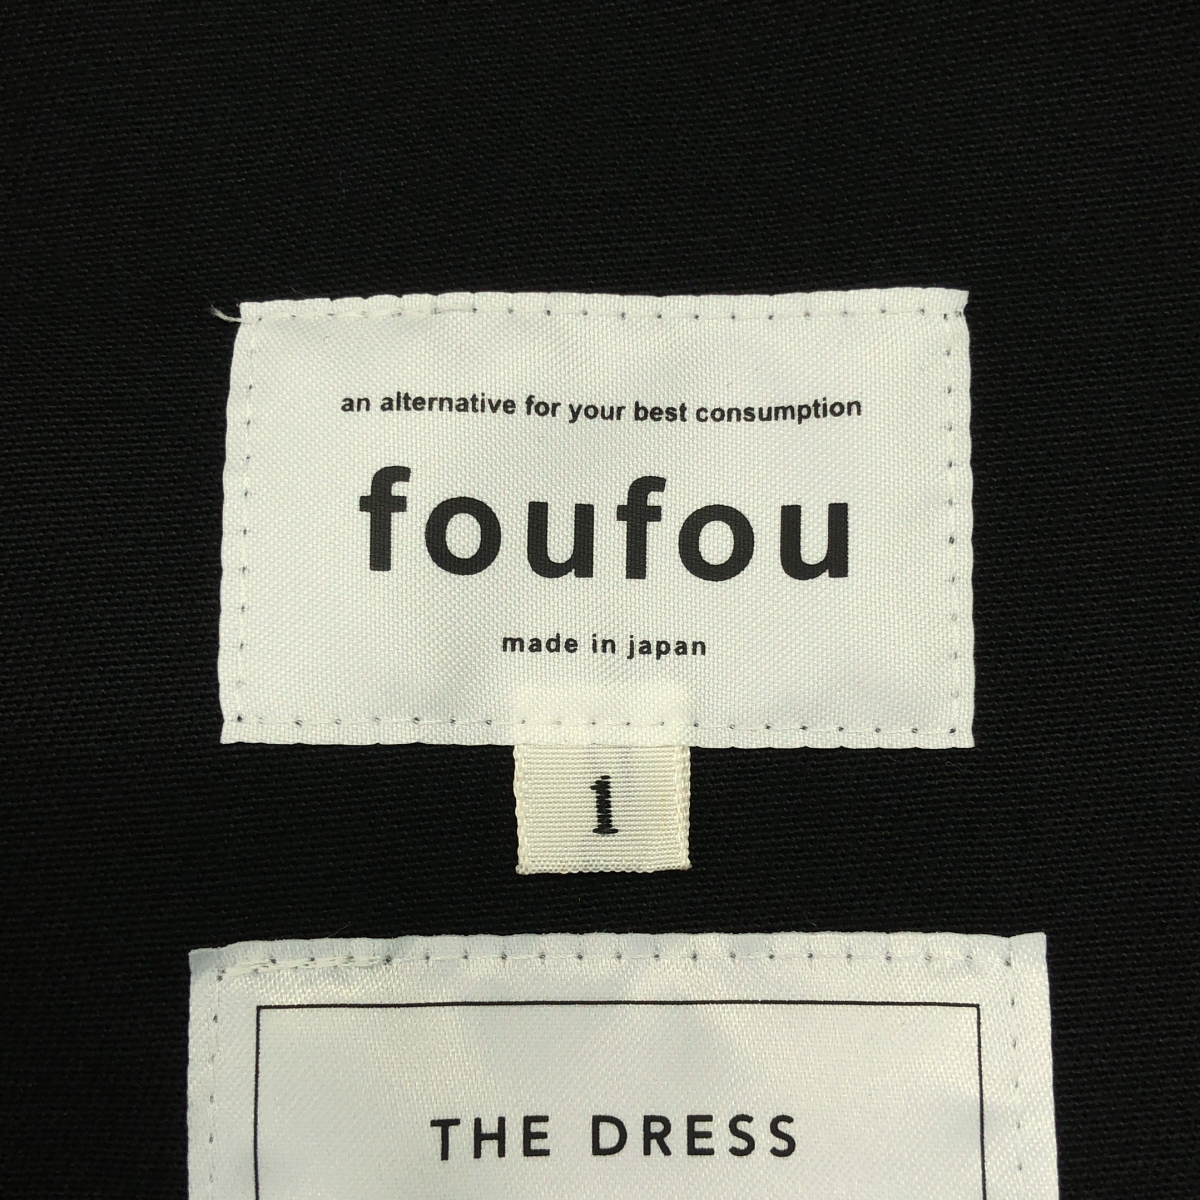 an alternative for your best consumption
foufou
made in japan
1
THE DRESS